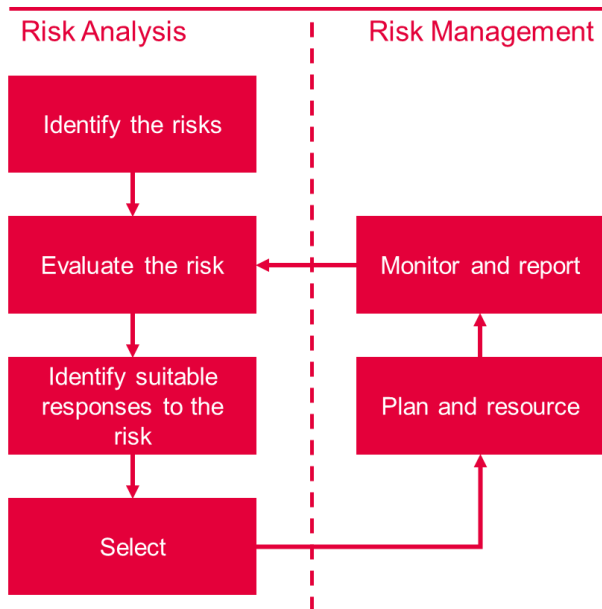 Risk Analysis
Risk Management
Identify the risks
Evaluate the risk
Monitor and report
Identify suitable
responses to the
risk
Plan and resource
Select